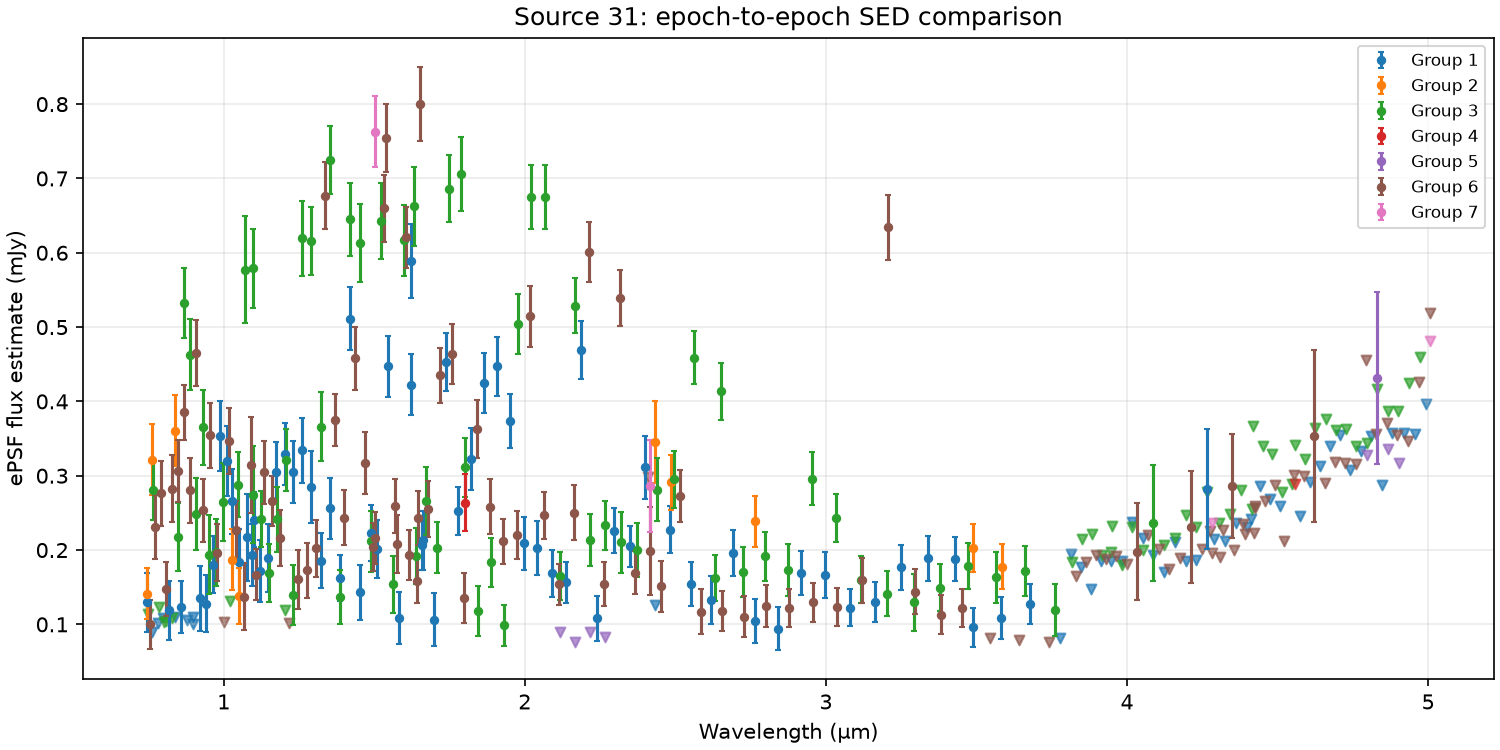 Source 31: epoch-to-epoch SED comparison
ePSF flux estimate (mJy)
0.8
0.7
0.6
0.5
0.4
0.3
0.2
0.1
1
2
3
4
5
Wavelength (µm)
Group 1
Group 2
Group 3
Group 4
Group 5
Group 6
Group 7